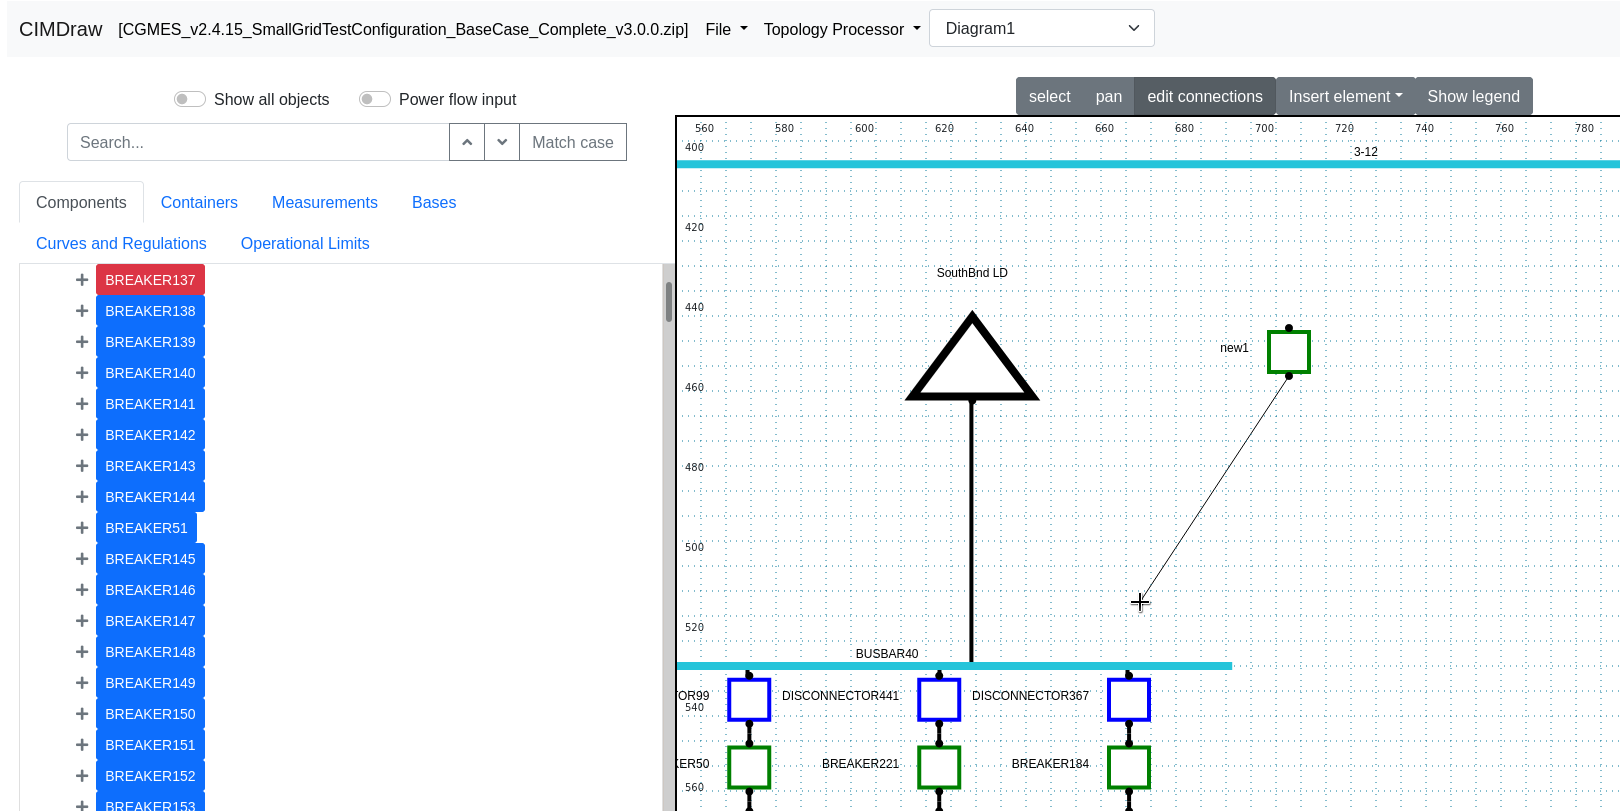 CIMDraw [CGMES_v2.4.15_SmallGridTestConfiguration_BaseCase_Complete_v3.0.0.zip] File Topology Processor Diagram1
Show all objects Power flow input
select pan edit connections Insert element Show legend
Search... Match case
Components Containers Measurements Bases
Curves and Regulations Operational Limits
BREAKER137
BREAKER138
BREAKER139
BREAKER140
BREAKER141
BREAKER142
BREAKER143
BREAKER144
BREAKER51
BREAKER145
BREAKER146
BREAKER147
BREAKER148
BREAKER149
BREAKER150
BREAKER151
BREAKER152
BREAKER153
560 580 600 620 640 660 680 700 720 740 760 780
400
3-12
420
SouthBnd LD
440
new1
460
480
500
520
BUSBAR40
TOR99 DISCONNECTOR441 DISCONNECTOR367
540
KER50 BREAKER221 BREAKER184
560